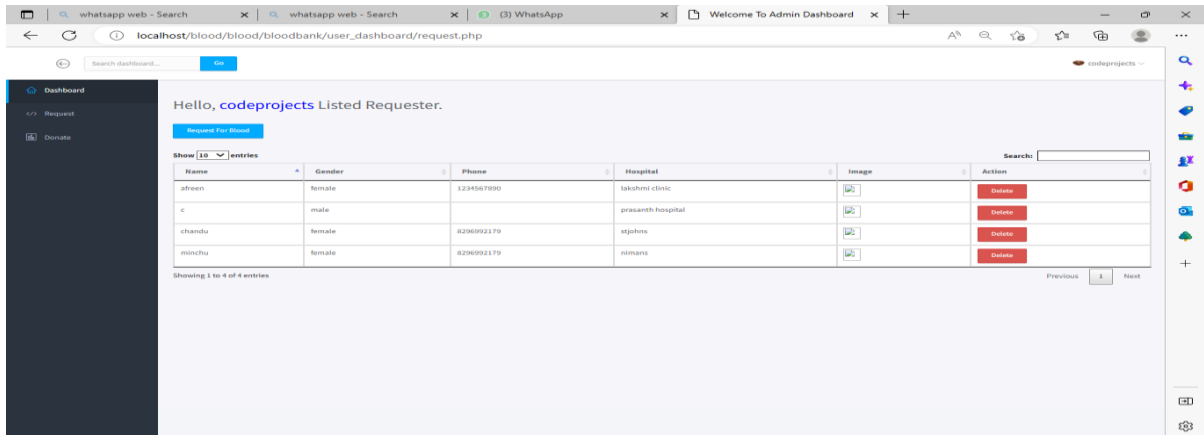 whatsapp web - Search whatsapp web - Search (3) WhatsApp Welcome To Admin Dashboard
localhost/blood/blood/bloodbank/user_dashboard/request.php
Search dashboard... Go codeprojects
Dashboard
Request
Donate
Hello, codeprojects Listed Requester.
Request For Blood
Show 10 entries Search:
Name Gender Phone Hospital Image Action
afreen female 1234567890 lakshmi clinic Delete
c male prasanth hospital Delete
chandu female 8296992179 stjohns Delete
minchu female 8296992179 nimans Delete
Showing 1 to 4 of 4 entries Previous 1 Next